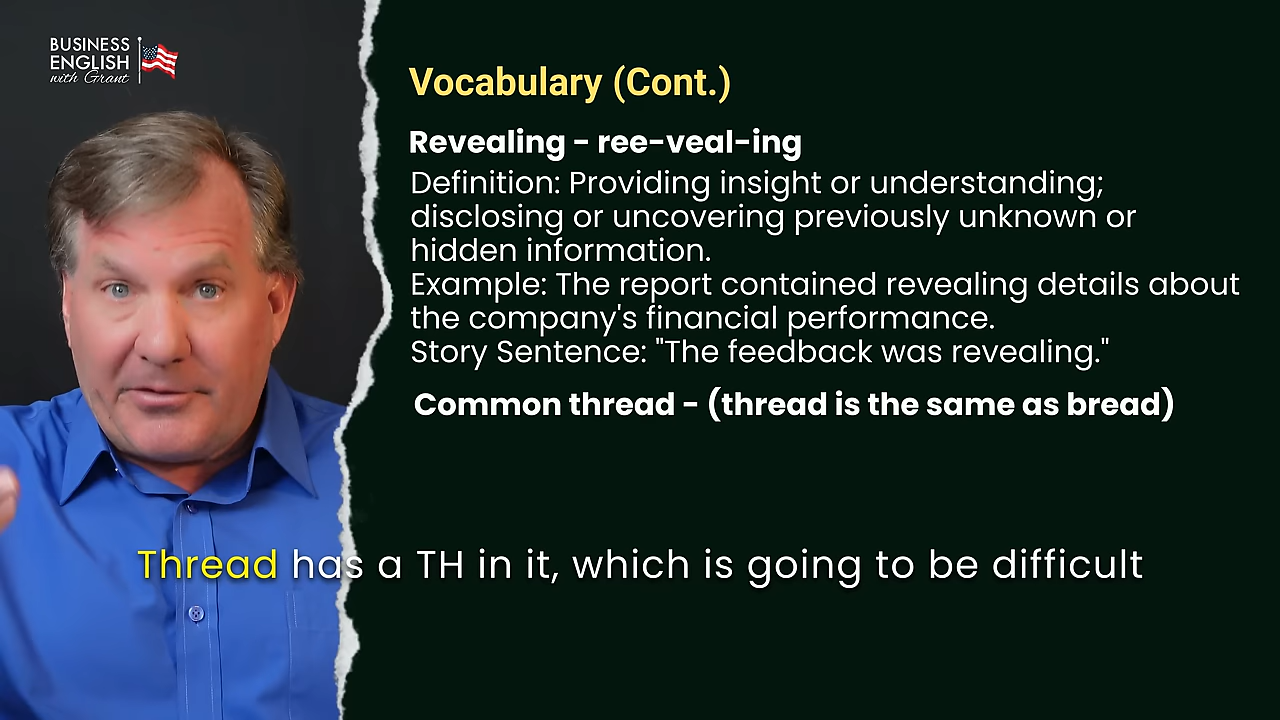 BUSINESS
ENGLISH
with Grant
Vocabulary (Cont.)
Revealing - ree-veal-ing
Definition: Providing insight or understanding;
disclosing or uncovering previously unknown or
hidden information.
Example: The report contained revealing details about
the company's financial performance.
Story Sentence: "The feedback was revealing."
Common thread - (thread is the same as bread)
Thread has a TH in it, which is going to be difficult